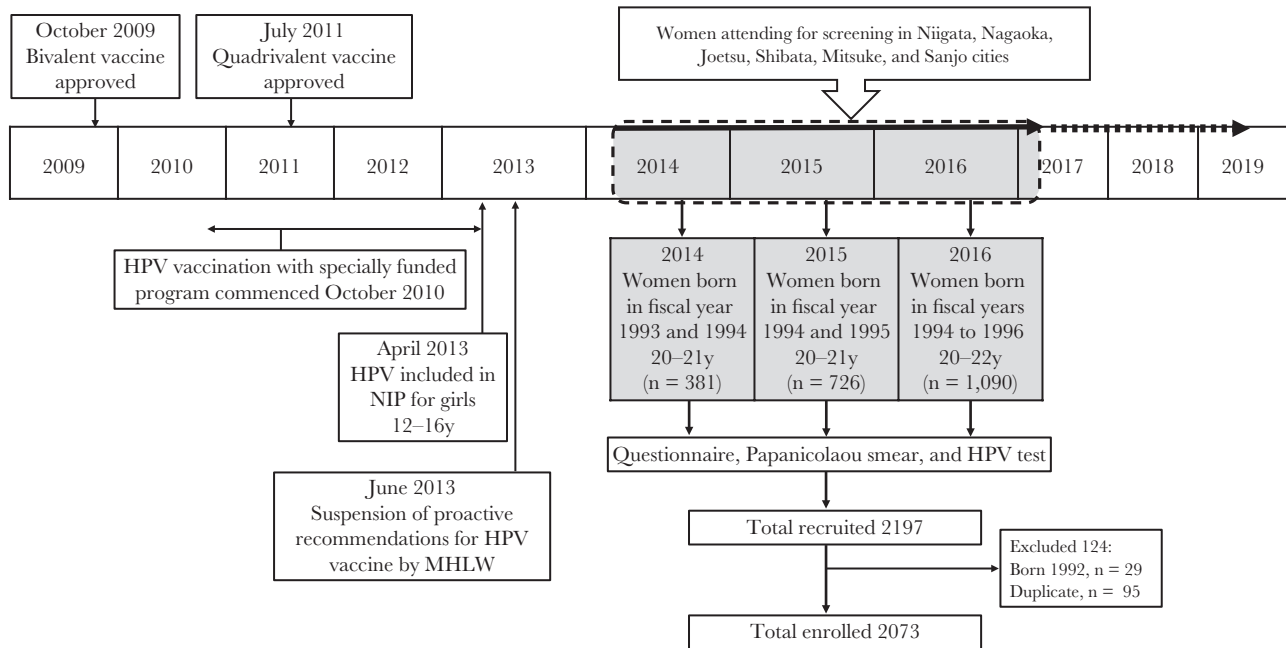 October 2009
Bivalent vaccine
approved
July 2011
Quadrivalent vaccine
approved
Women attending for screening in Niigata, Nagaoka,
Joetsu, Shibata, Mitsuke, and Sanjo cities
2009
2010
2011
2012
2013
2014
2015
2016
2017
2018
2019
HPV vaccination with specially funded
program commenced October 2010
April 2013
HPV included in
NIP for girls
12–16y
June 2013
Suspension of proactive
recommendations for HPV
vaccine by MHLW
2014
Women born
in fiscal year
1993 and 1994
20–21y
(n = 381)
2015
Women born
in fiscal year
1994 and 1995
20–21y
(n = 726)
2016
Women born
in fiscal years
1994 to 1996
20–22y
(n = 1,090)
Questionnaire, Papanicolaou smear, and HPV test
Total recruited 2197
Excluded 124:
Born 1992, n = 29
Duplicate, n = 95
Total enrolled 2073